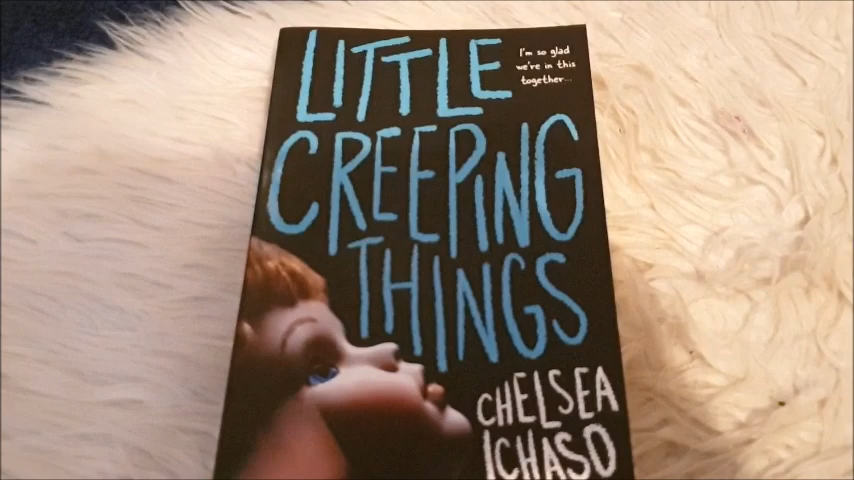 LITTLE
I'm so glad
we're in this
together...
CREEPING
THINGS
CHELSEA
ICHASO